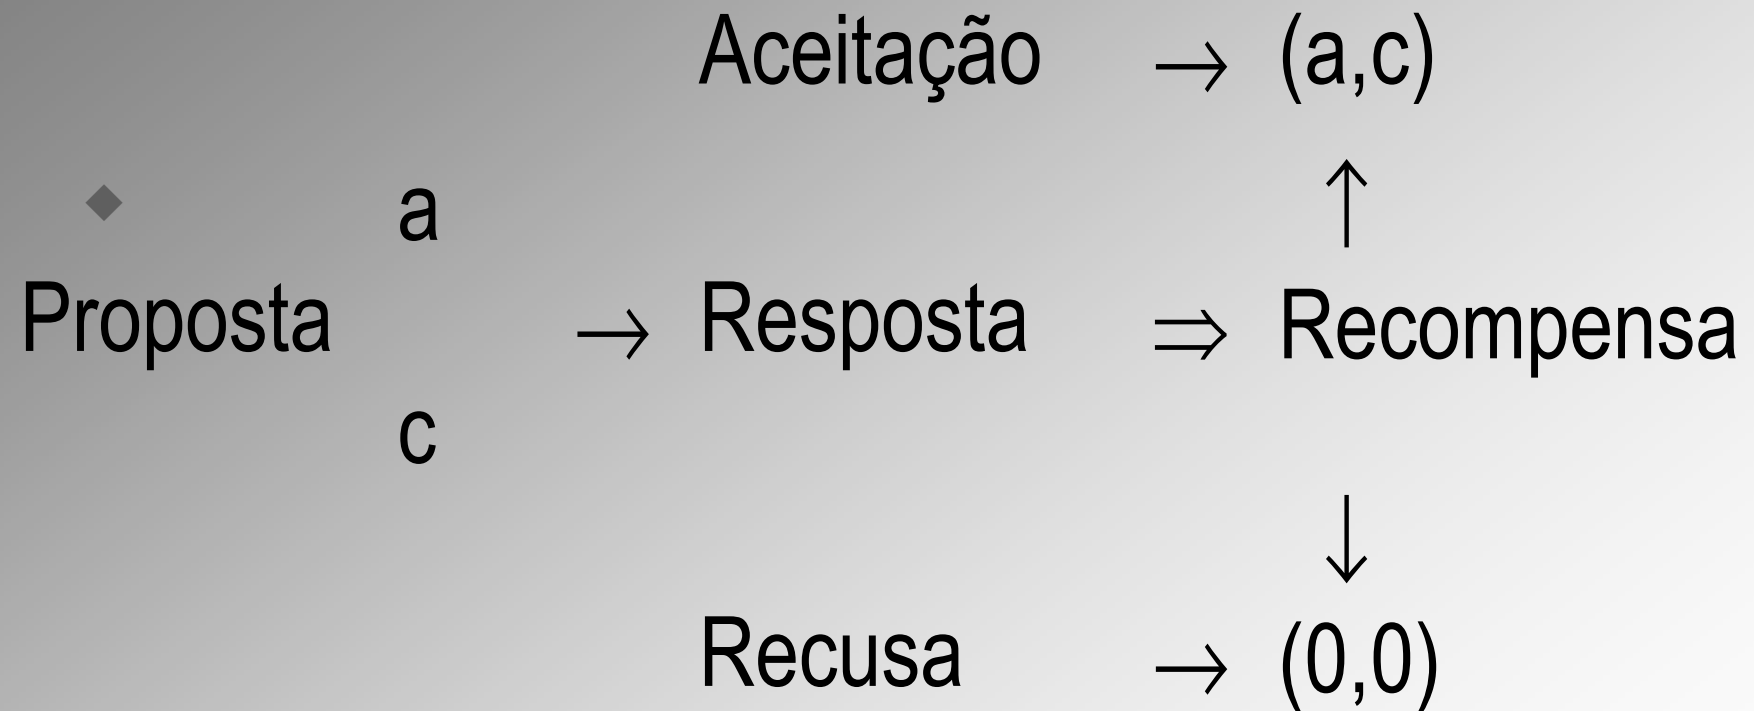 Aceitação → (a,c)
a ↑
Proposta → Resposta ⇒ Recompensa
c
↓
Recusa → (0,0)